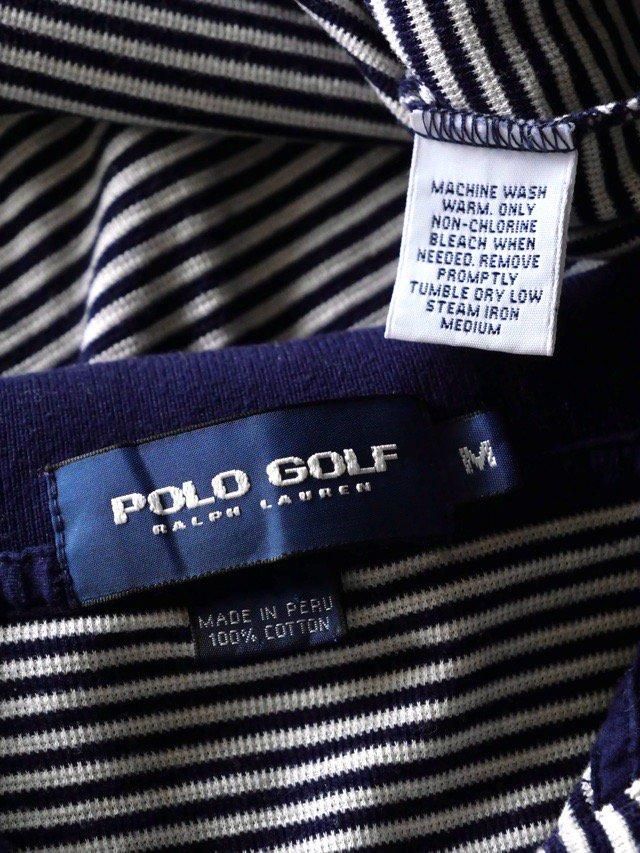 MACHINE WASH
WARM. ONLY
NON-CHLORINE
BLEACH WHEN
NEEDED. REMOVE
PROMPTLY
TUMBLE DRY LOW
STEAM IRON
MEDIUM
POLO GOLF
RALPH LAUREN
M
MADE IN PERU
100% COTTON